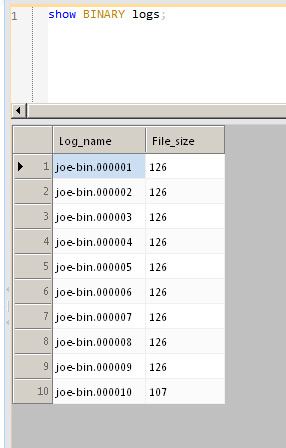 1 show BINARY logs;
Log_name File_size
1 joe-bin.000001 126
2 joe-bin.000002 126
3 joe-bin.000003 126
4 joe-bin.000004 126
5 joe-bin.000005 126
6 joe-bin.000006 126
7 joe-bin.000007 126
8 joe-bin.000008 126
9 joe-bin.000009 126
10 joe-bin.000010 107